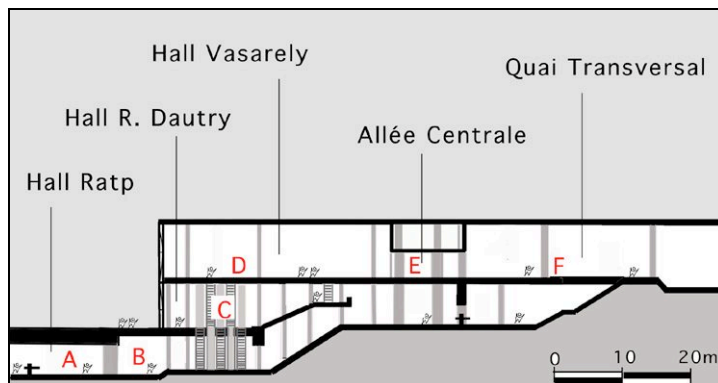 Hall Vasarely
Quai Transversal
Hall R. Dautry
Allée Centrale
Hall Ratp
D
E
F
C
A
B
0 10 20m